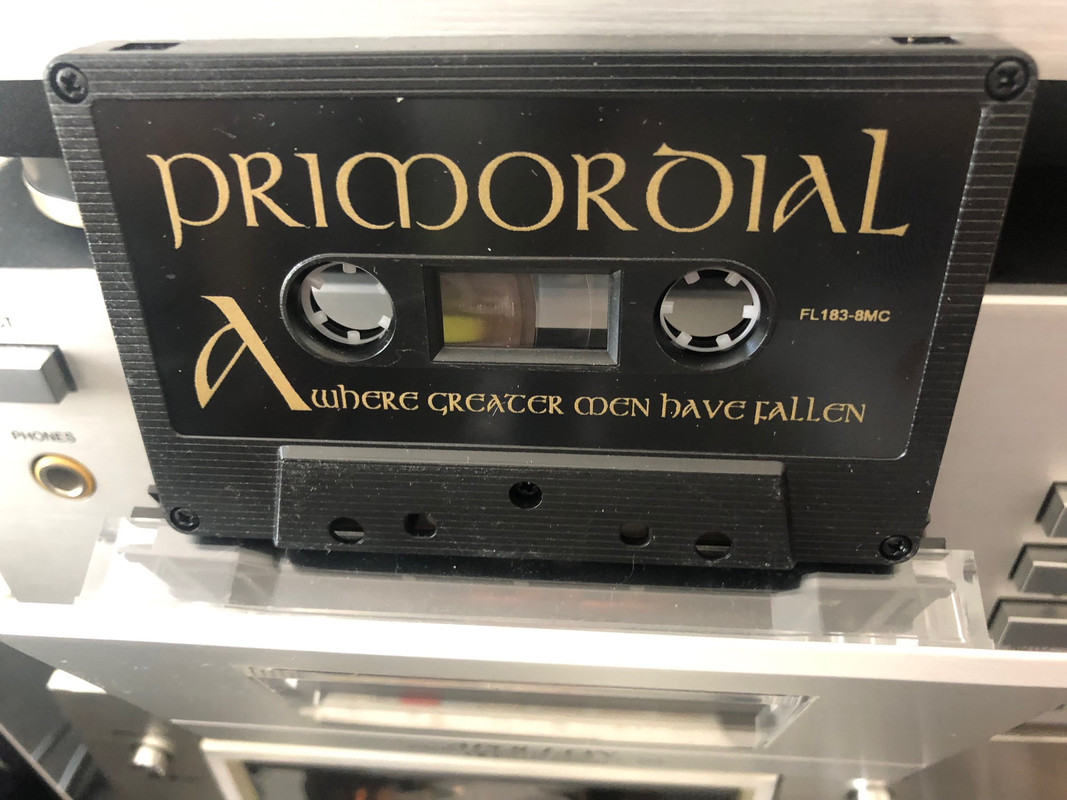 PRIMORDIAL
FL183-8MC
A
WHERE GREATER MEN HAVE FALLEN
PHONES